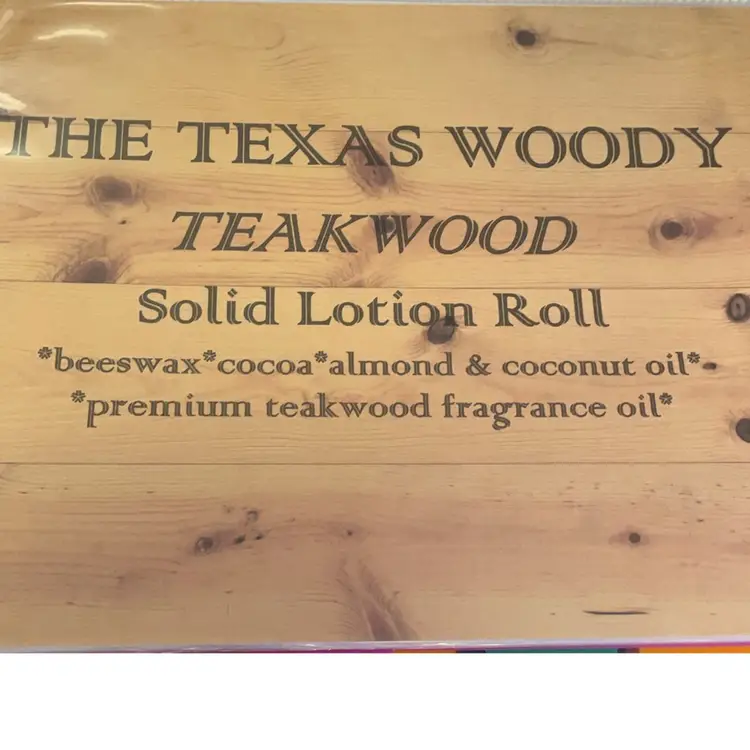 THE TEXAS WOODY
TEAKWOOD
Solid Lotion Roll
*beeswax*cocoa*almond & coconut oil*
*premium teakwood fragrance oil*